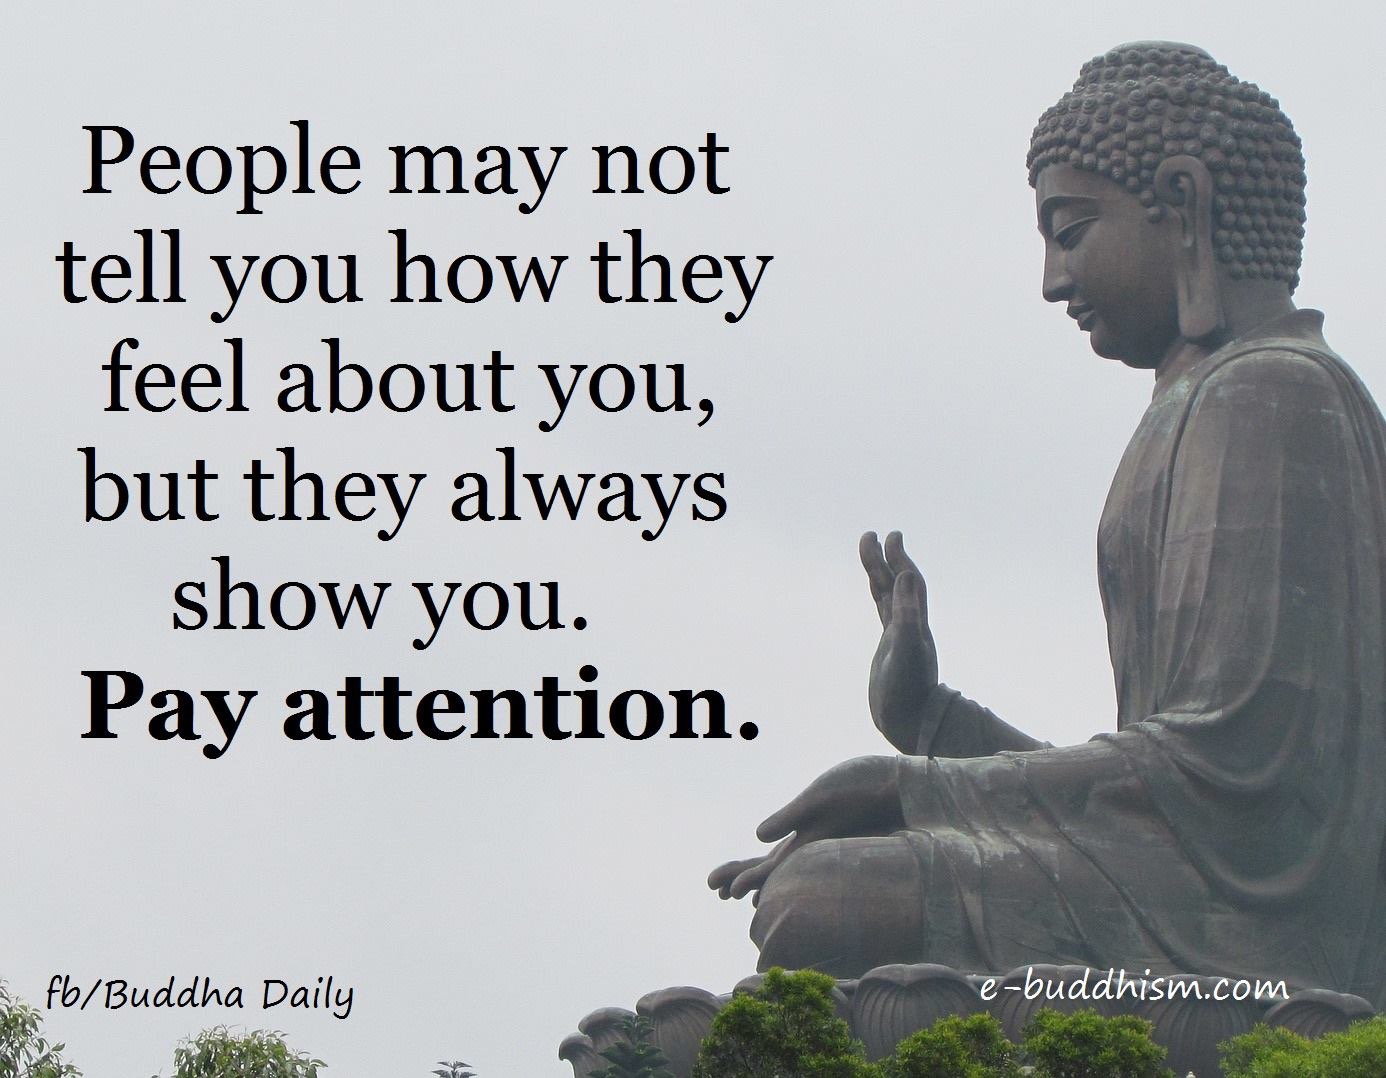 People may not
tell you how they
feel about you,
but they always
show you.
Pay attention.
fb/Buddha Daily
e-buddhism.com